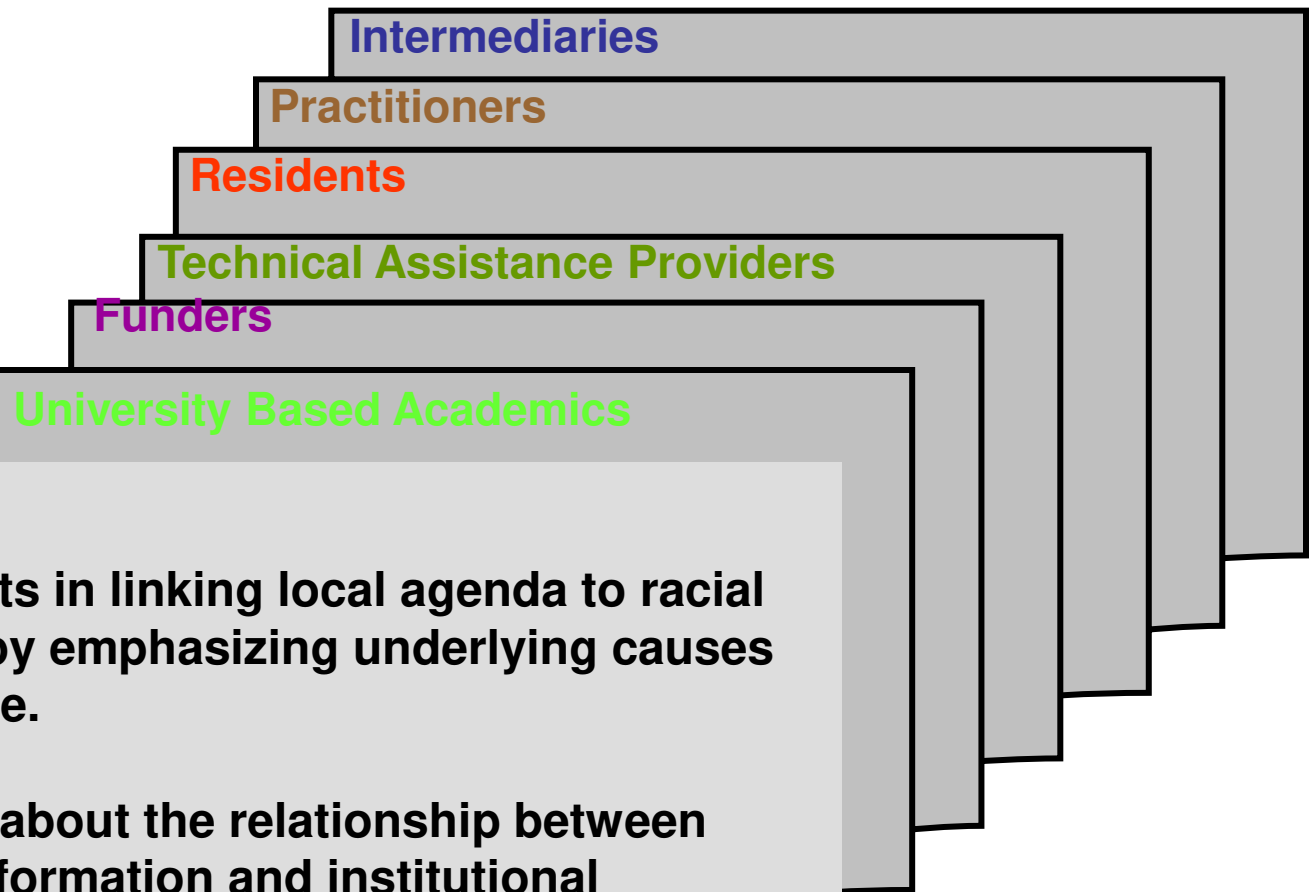 Intermediaries
Practitioners
Residents
Technical Assistance Providers
Funders
University Based Academics
ts in linking local agenda to racial
by emphasizing underlying causes
e.
about the relationship between
formation and institutional